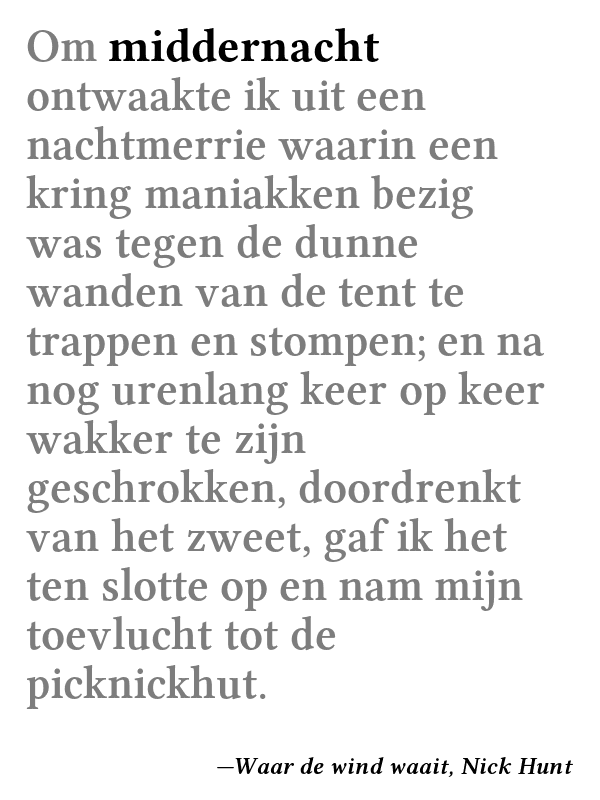 Om middernacht
ontwaakte ik uit een
nachtmerrie waarin een
kring maniakken bezig
was tegen de dunne
wanden van de tent te
trappen en stompen; en na
nog urenlang keer op keer
wakker te zijn
geschrokken, doordrenkt
van het zweet, gaf ik het
ten slotte op en nam mijn
toevlucht tot de
picknickhut.
—Waar de wind waait, Nick Hunt